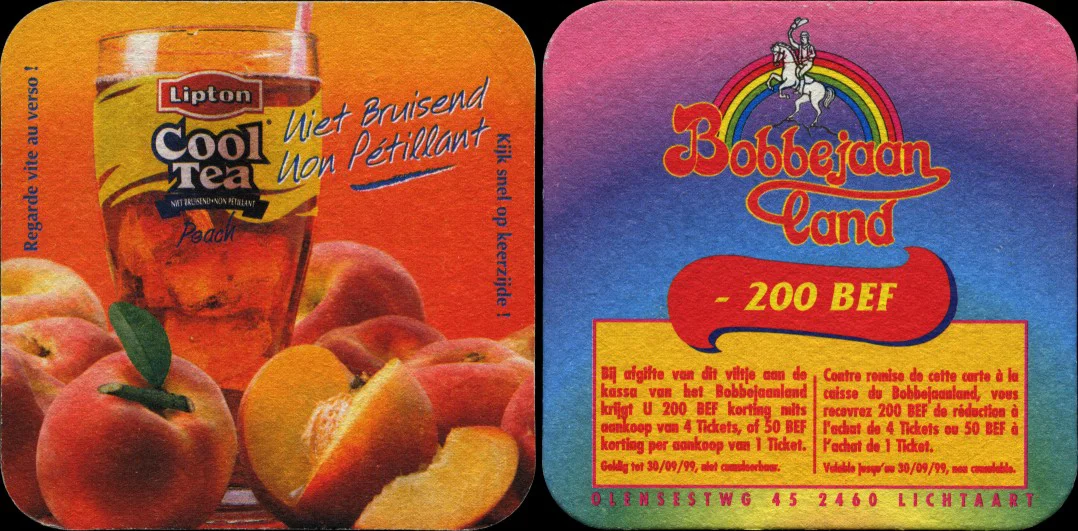 Regarde vite au verso !
Lipton
Cool
Tea
NIET BRUISEND•NON PÉTILLANT
Peach
Niet Bruisend
Non Pétillant
Kijk snel op keerzijde !
Bobbejaan
land
- 200 BEF
Bij afgifte van dit viltje aan de
kassa van het Bobbejaanland
krijgt U 200 BEF korting mits
aankoop van 4 Tickets, of 50 BEF
korting per aankoop van 1 Ticket.
Geldig tot 30/09/99, niet cumuleerbaar.
Contre remise de cette carte à la
caisse du Bobbejaanland, vous
recevrez 200 BEF de réduction à
l'achat de 4 Tickets ou 50 BEF à
l'achat de 1 Ticket.
Valable jusqu'au 30/09/99, non cumulable.
OLENSESTWG 45 2460 LICHTAART